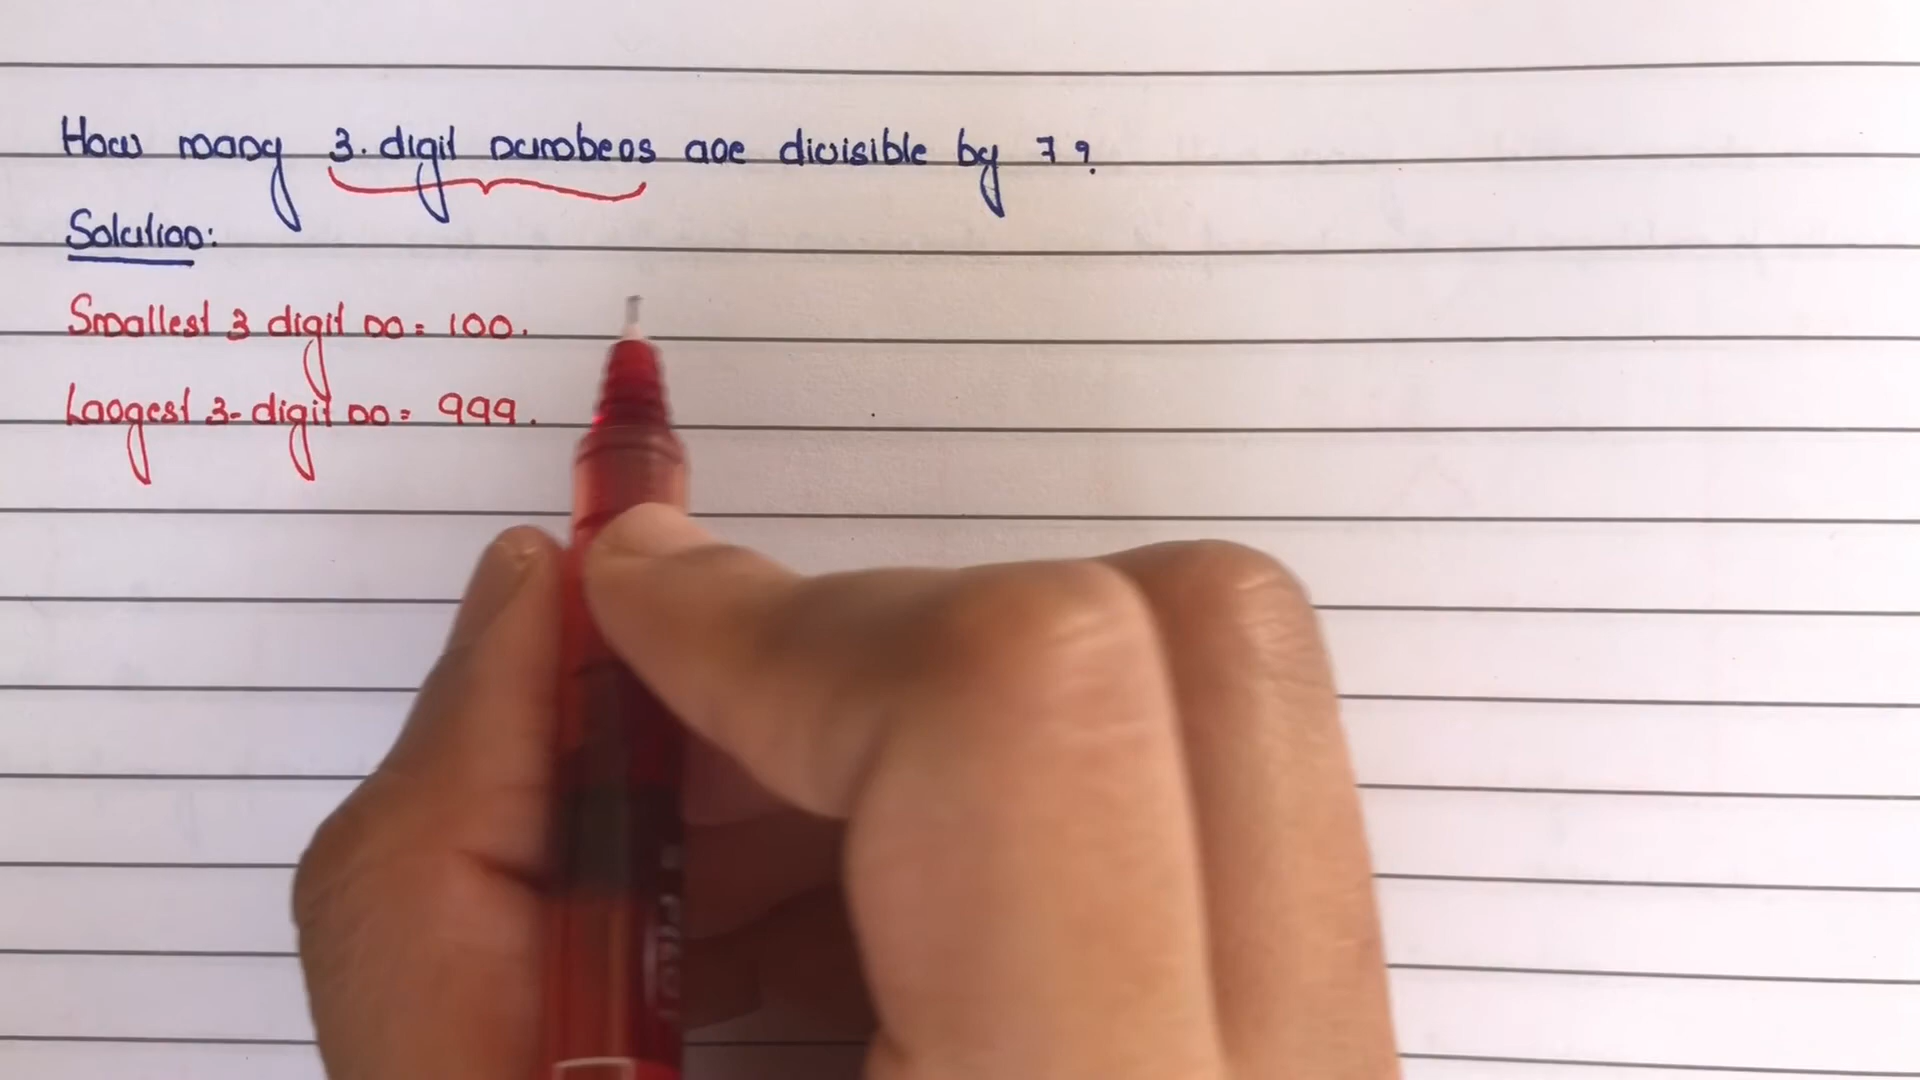 How many 3-digit numbers are divisible by 7?
Solution:
Smallest 3 digit no = 100.
Largest 3-digit no = 999.
PILOT